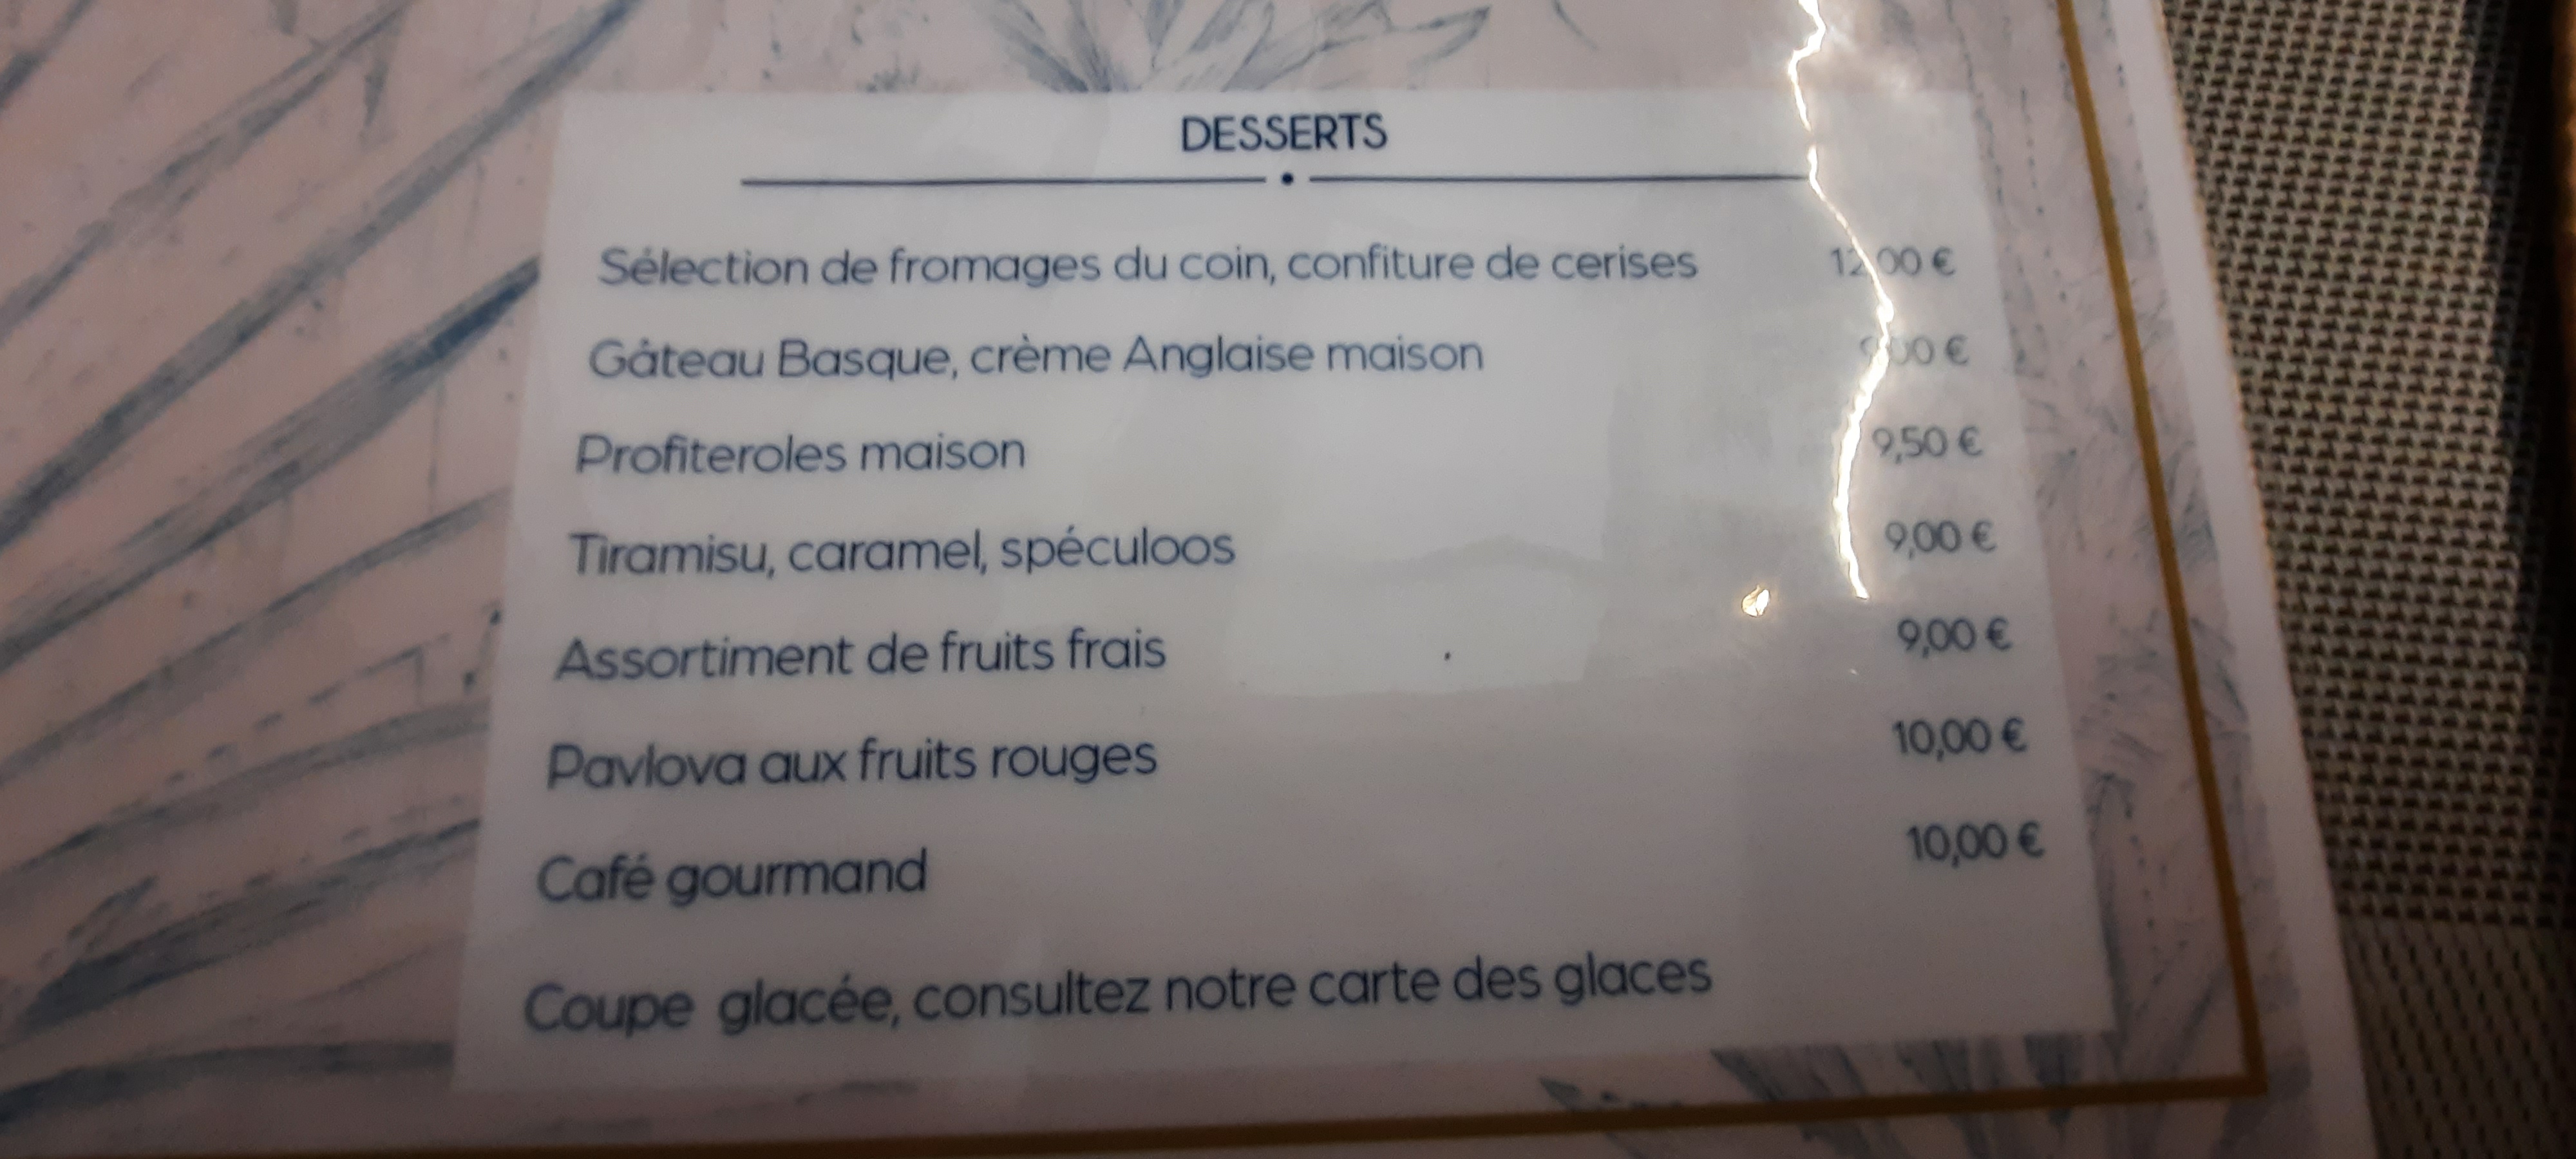 DESSERTS
Sélection de fromages du coin, confiture de cerises 12,00 €
Gâteau Basque, crème Anglaise maison
Profiteroles maison 9,50 €
Tiramisu, caramel, spéculoos 9,00 €
Assortiment de fruits frais 9,00 €
Pavlova aux fruits rouges 10,00 €
Café gourmand 10,00 €
Coupe glacée, consultez notre carte des glaces